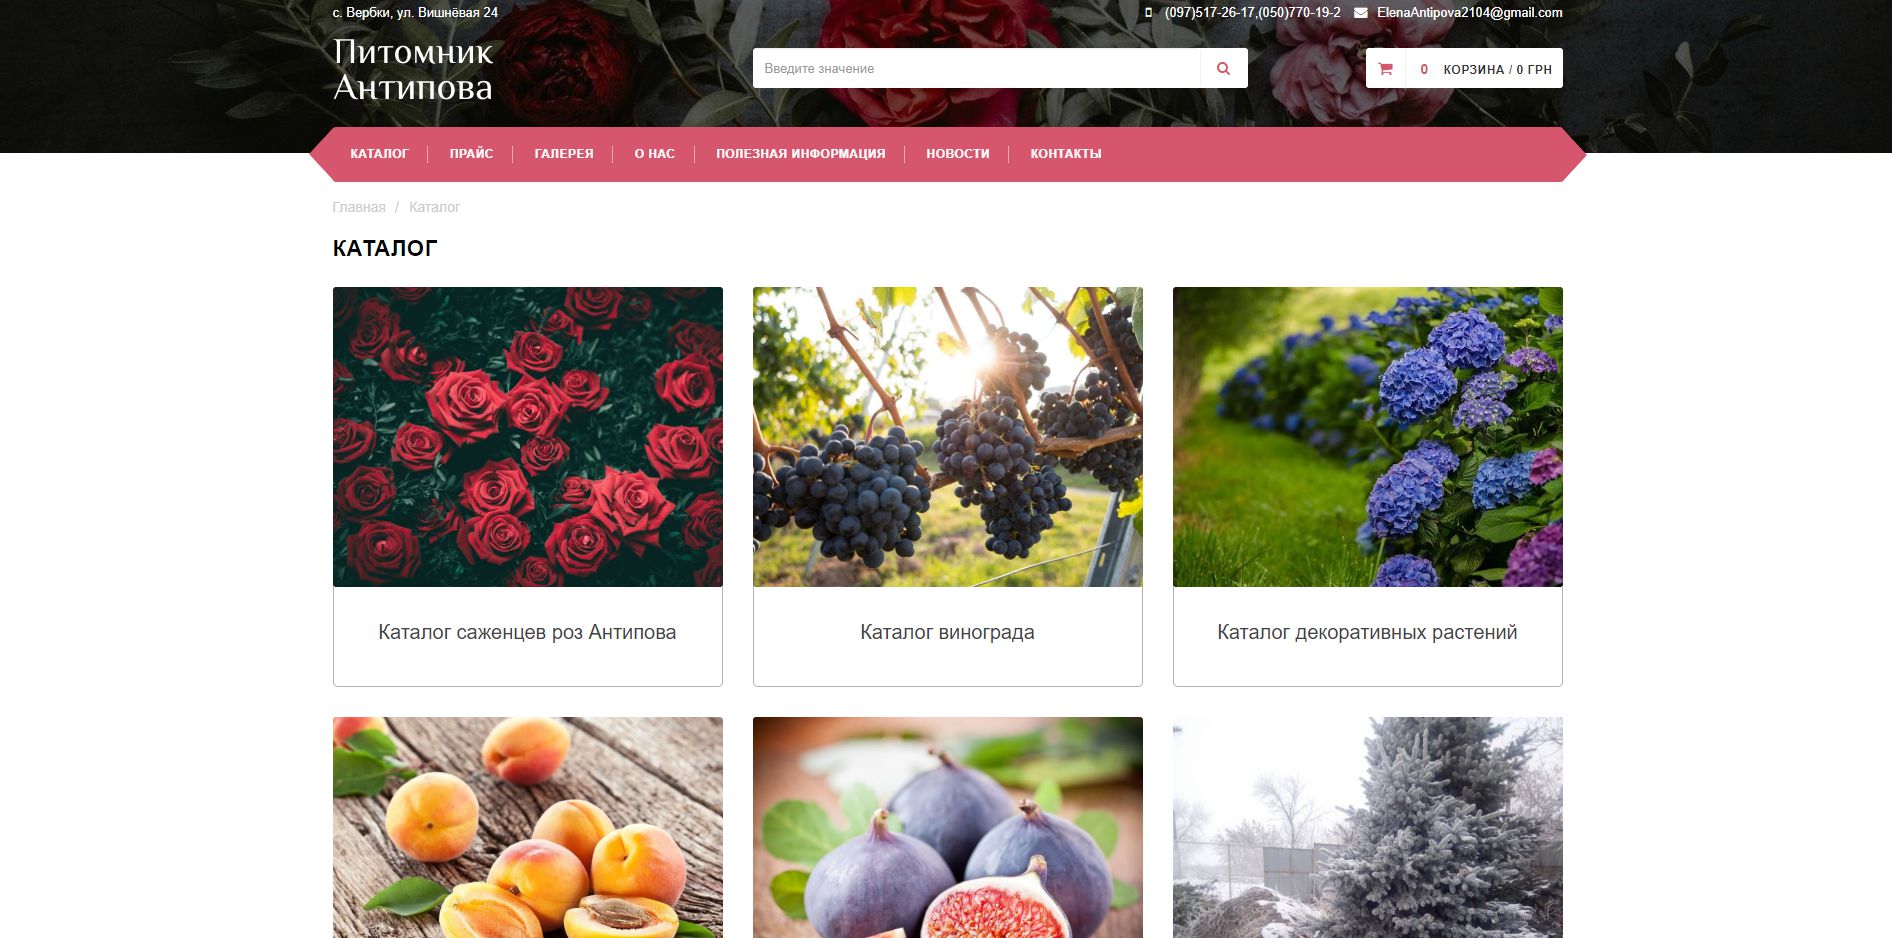 с. Вербки, ул. Вишнёвая 24
(097)517-26-17,(050)770-19-2
ElenaAntipova2104@gmail.com
Питомник
Антипова
Введите значение
0 КОРЗИНА / 0 ГРН
КАТАЛОГ ПРАЙС ГАЛЕРЕЯ О НАС ПОЛЕЗНАЯ ИНФОРМАЦИЯ НОВОСТИ КОНТАКТЫ
Главная / Каталог
КАТАЛОГ
Каталог саженцев роз Антипова
Каталог винограда
Каталог декоративных растений